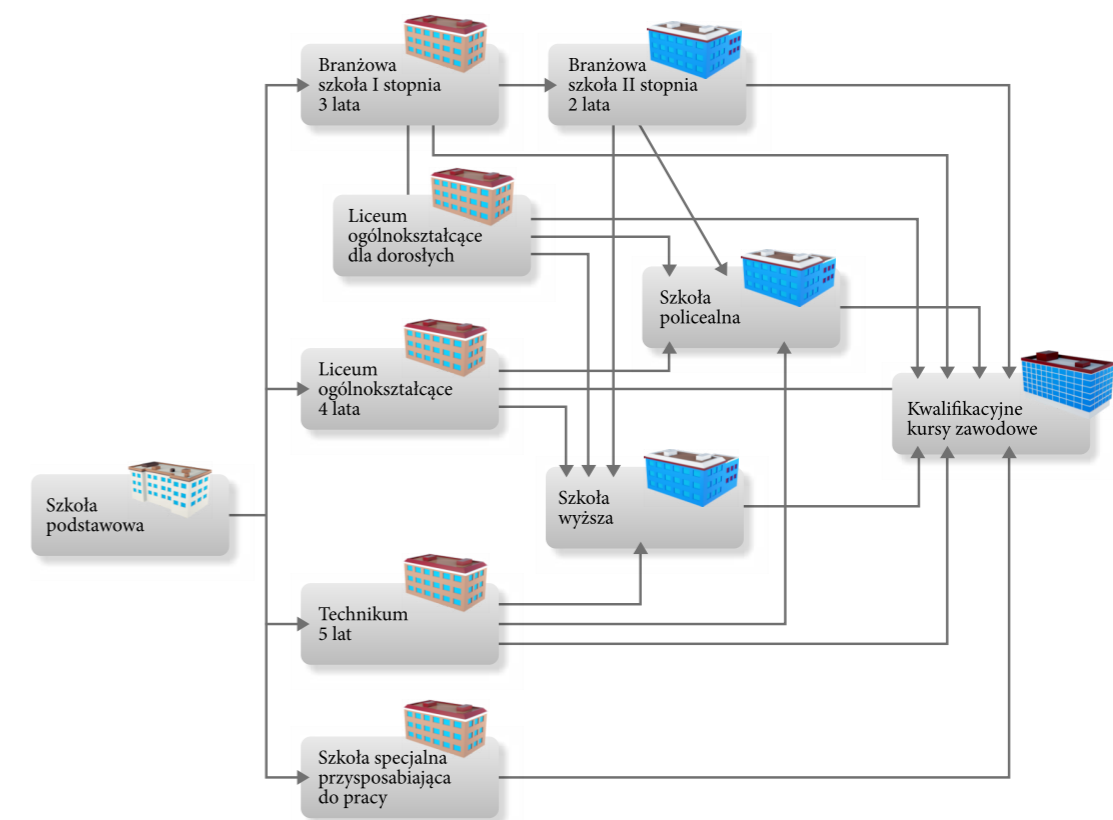 Branżowa
szkoła I stopnia
3 lata
Branżowa
szkoła II stopnia
2 lata
Liceum
ogólnokształcące
dla dorosłych
Szkoła
policealna
Liceum
ogólnokształcące
4 lata
Kwalifikacyjne
kursy zawodowe
Szkoła
podstawowa
Szkoła
wyższa
Technikum
5 lat
Szkoła specjalna
przysposabiająca
do pracy